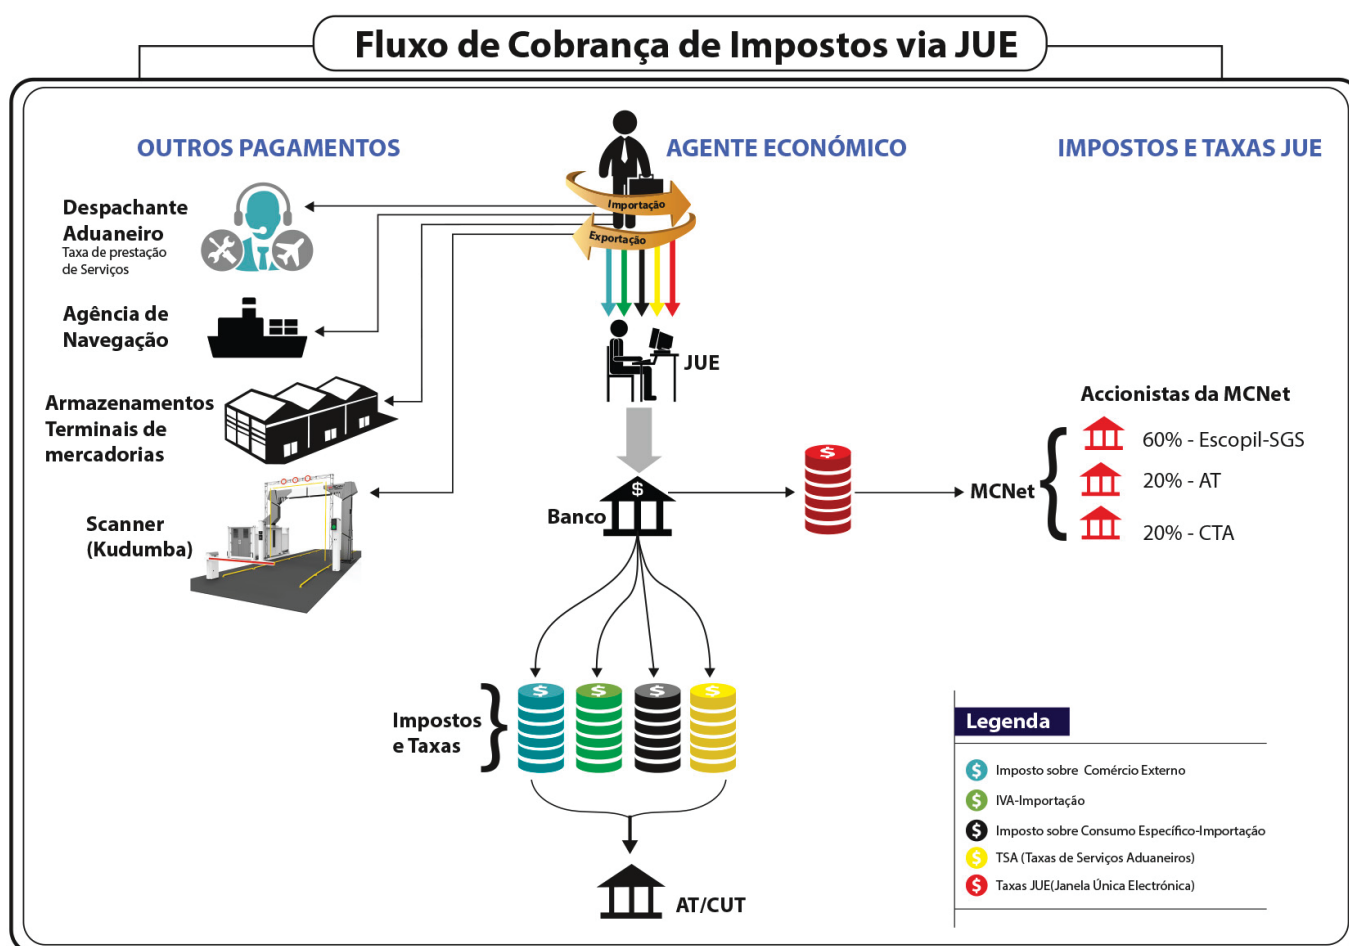 Fluxo de Cobrança de Impostos via JUE
OUTROS PAGAMENTOS
AGENTE ECONÓMICO
IMPOSTOS E TAXAS JUE
Importação
Exportação
Despachante
Aduaneiro
Taxa de prestação
de Serviços
Agência de
Navegação
Armazenamentos
Terminais de
mercadorias
Scanner
(Kudumba)
JUE
$
Banco
$
MCNet
Accionistas da MCNet
60% - Escopil-SGS
20% - AT
20% - CTA
Impostos
e Taxas
$ $ $ $
AT/CUT
Legenda
$ Imposto sobre Comércio Externo
$ IVA-Importação
$ Imposto sobre Consumo Específico-Importação
$ TSA (Taxas de Serviços Aduaneiros)
$ Taxas JUE(Janela Única Electrónica)